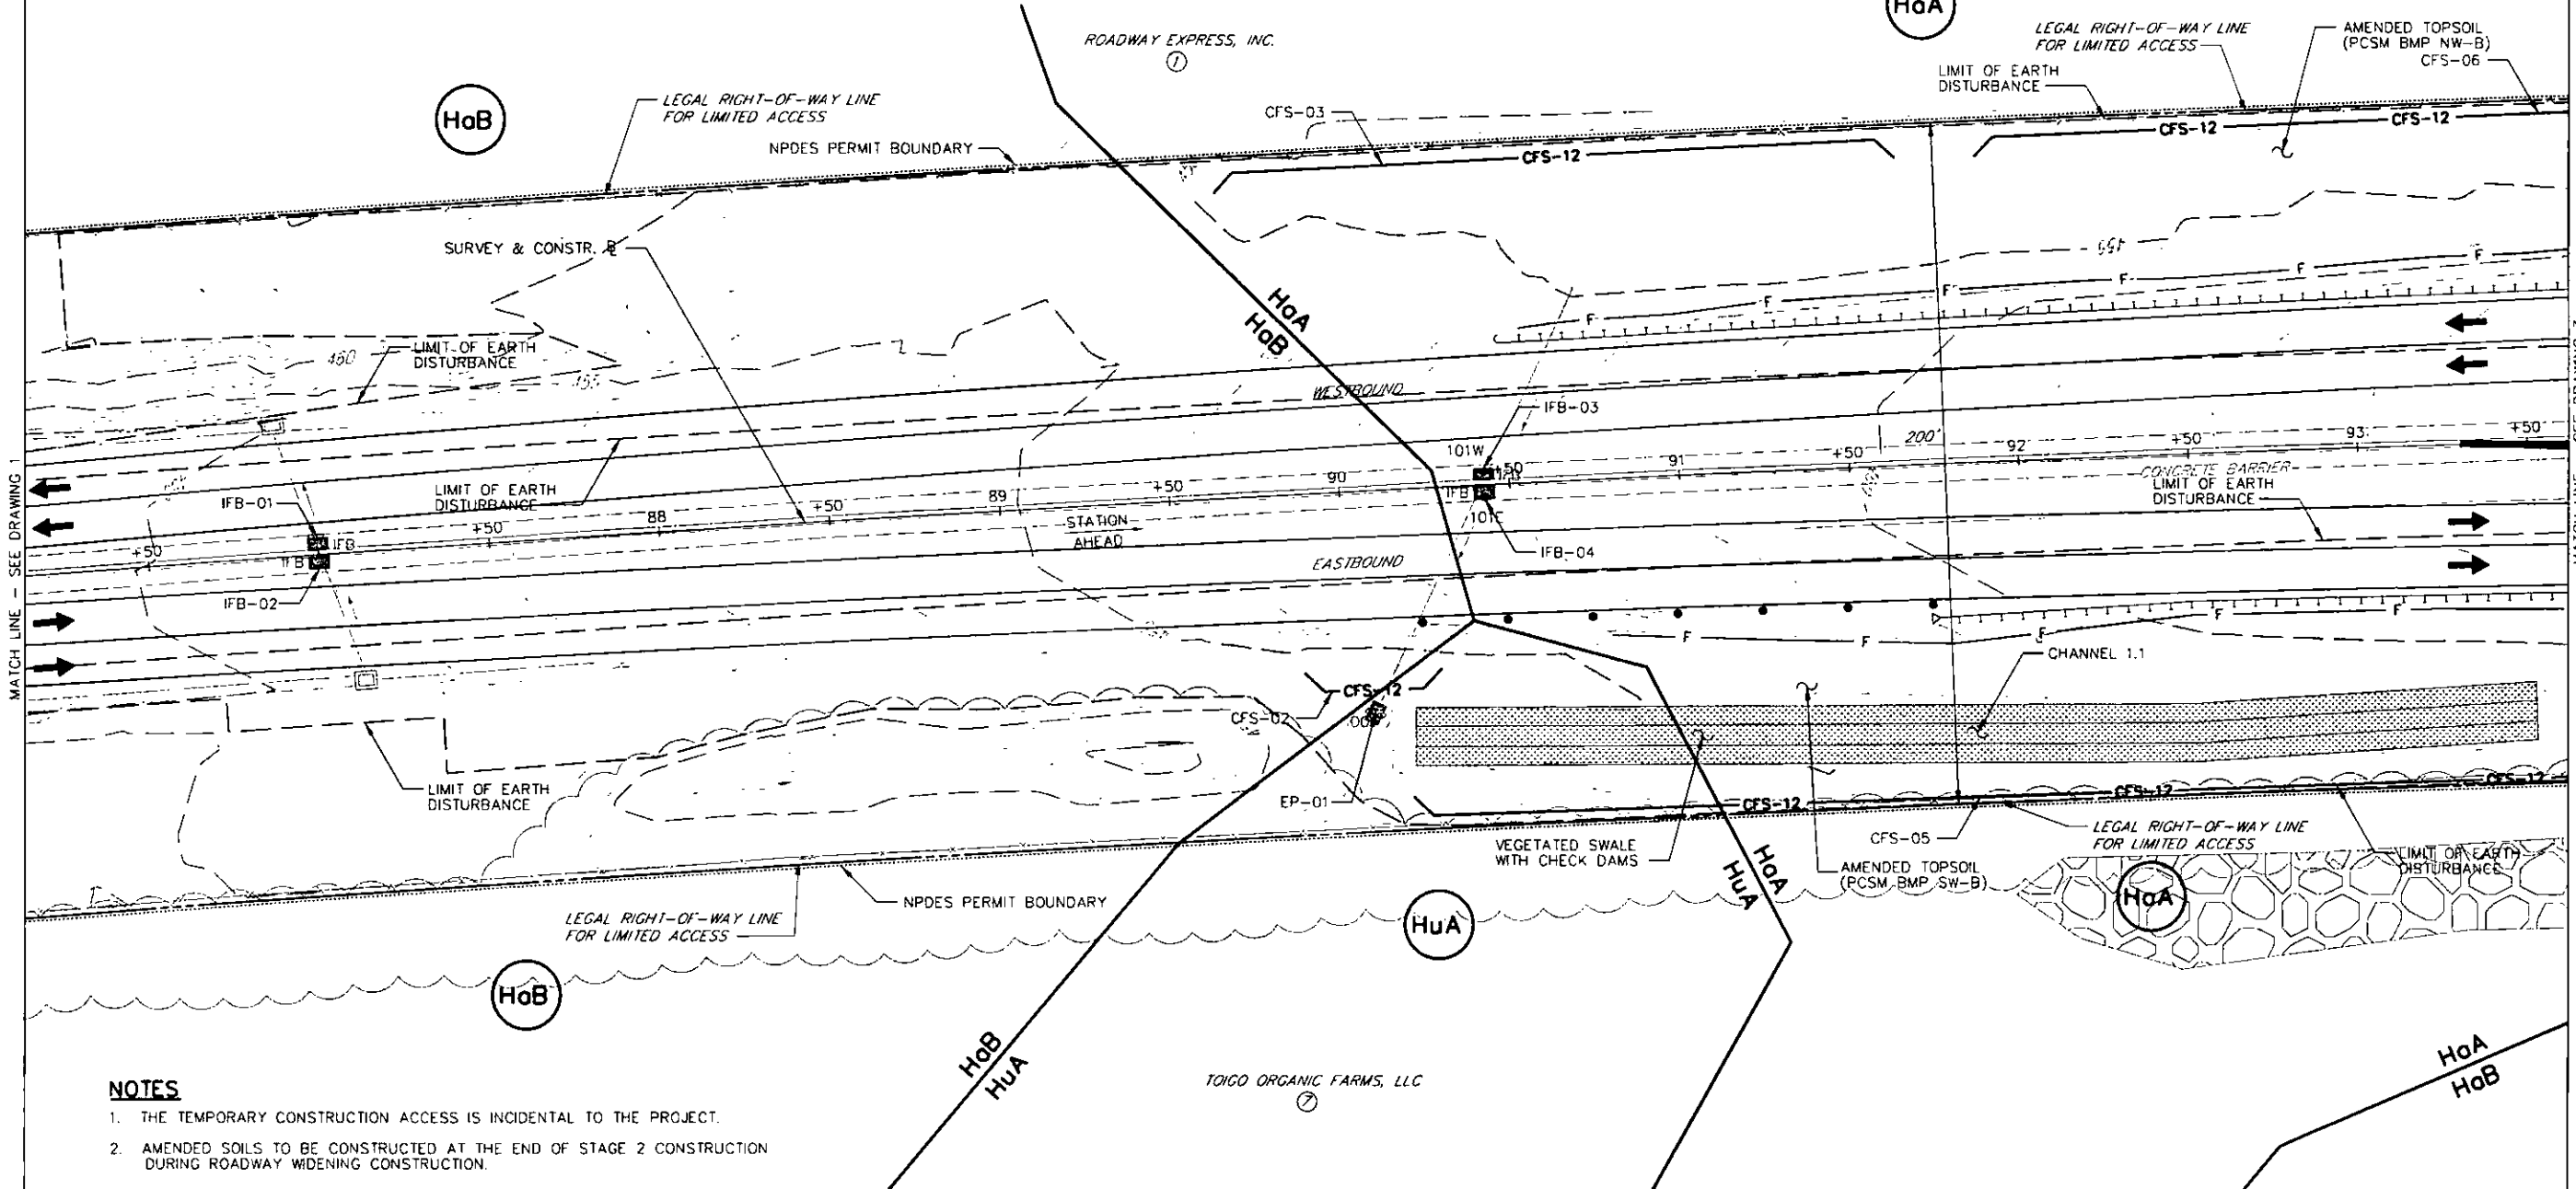 HaA
ROADWAY EXPRESS, INC.
1
LEGAL RIGHT-OF-WAY LINE
FOR LIMITED ACCESS
AMENDED TOPSOIL
(PCSM BMP NW-B)
CFS-06
LIMIT OF EARTH
DISTURBANCE
HaB
LEGAL RIGHT-OF-WAY LINE
FOR LIMITED ACCESS
CFS-03
NPDES PERMIT BOUNDARY
CFS-12
CFS-12
CFS-12
SURVEY & CONSTR. ℄
HaA
HaB
F
F
F
F
F
F
LIMIT OF EARTH
DISTURBANCE
460
455
WESTBOUND
IFB-03
101W
200'
+50
88
+50
89
+50
90
+50
91
+50
92
+50
93
+50
CONCRETE BARRIER
LIMIT OF EARTH
DISTURBANCE
LIMIT OF EARTH
DISTURBANCE
IFB-01
IFB
IFB
IFB
IFB
STATION
AHEAD
101E
IFB-04
EASTBOUND
IFB-02
MATCH LINE - SEE DRAWING 1
F
F
F
F
F
CHANNEL 1.1
CFS-12
CFS-02
LIMIT OF EARTH
DISTURBANCE
EP-01
CFS-12
CFS-12
CFS-12
CFS-05
VEGETATED SWALE
WITH CHECK DAMS
LEGAL RIGHT-OF-WAY LINE
FOR LIMITED ACCESS
LIMIT OF EARTH
DISTURBANCE
AMENDED TOPSOIL
(PCSM BMP SW-B)
HaA
HuA
HaA
NPDES PERMIT BOUNDARY
LEGAL RIGHT-OF-WAY LINE
FOR LIMITED ACCESS
HuA
HaB
HaB
HuA
TOIGO ORGANIC FARMS, LLC
7
HaA
HaB
NOTES
1. THE TEMPORARY CONSTRUCTION ACCESS IS INCIDENTAL TO THE PROJECT.
2. AMENDED SOILS TO BE CONSTRUCTED AT THE END OF STAGE 2 CONSTRUCTION
DURING ROADWAY WIDENING CONSTRUCTION.